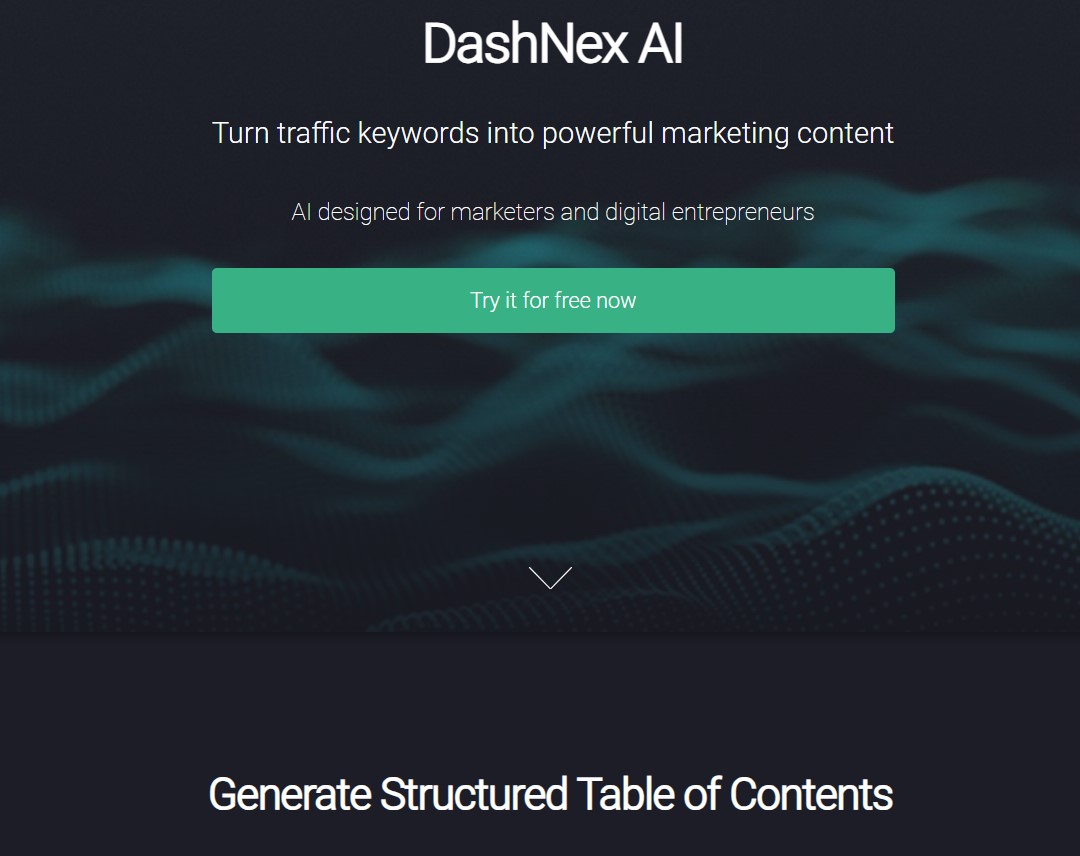 DashNex AI
Turn traffic keywords into powerful marketing content
AI designed for marketers and digital entrepreneurs
Try it for free now
Generate Structured Table of Contents